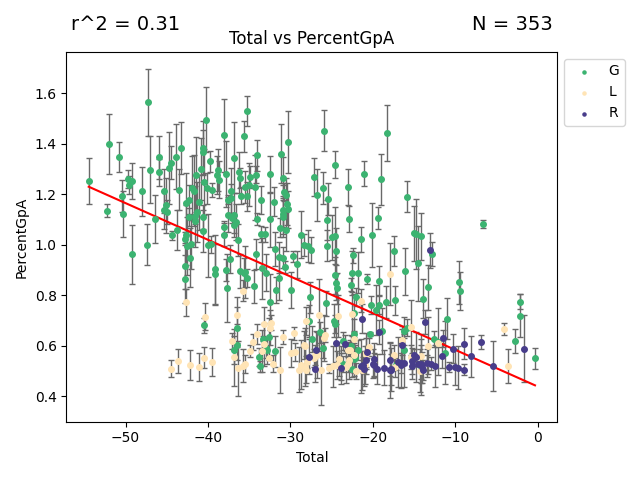 r^2 = 0.31
N = 353
Total vs PercentGpA
G
L
R
PercentGpA
1.6
1.4
1.2
1.0
0.8
0.6
0.4
−50
−40
−30
−20
−10
0
Total